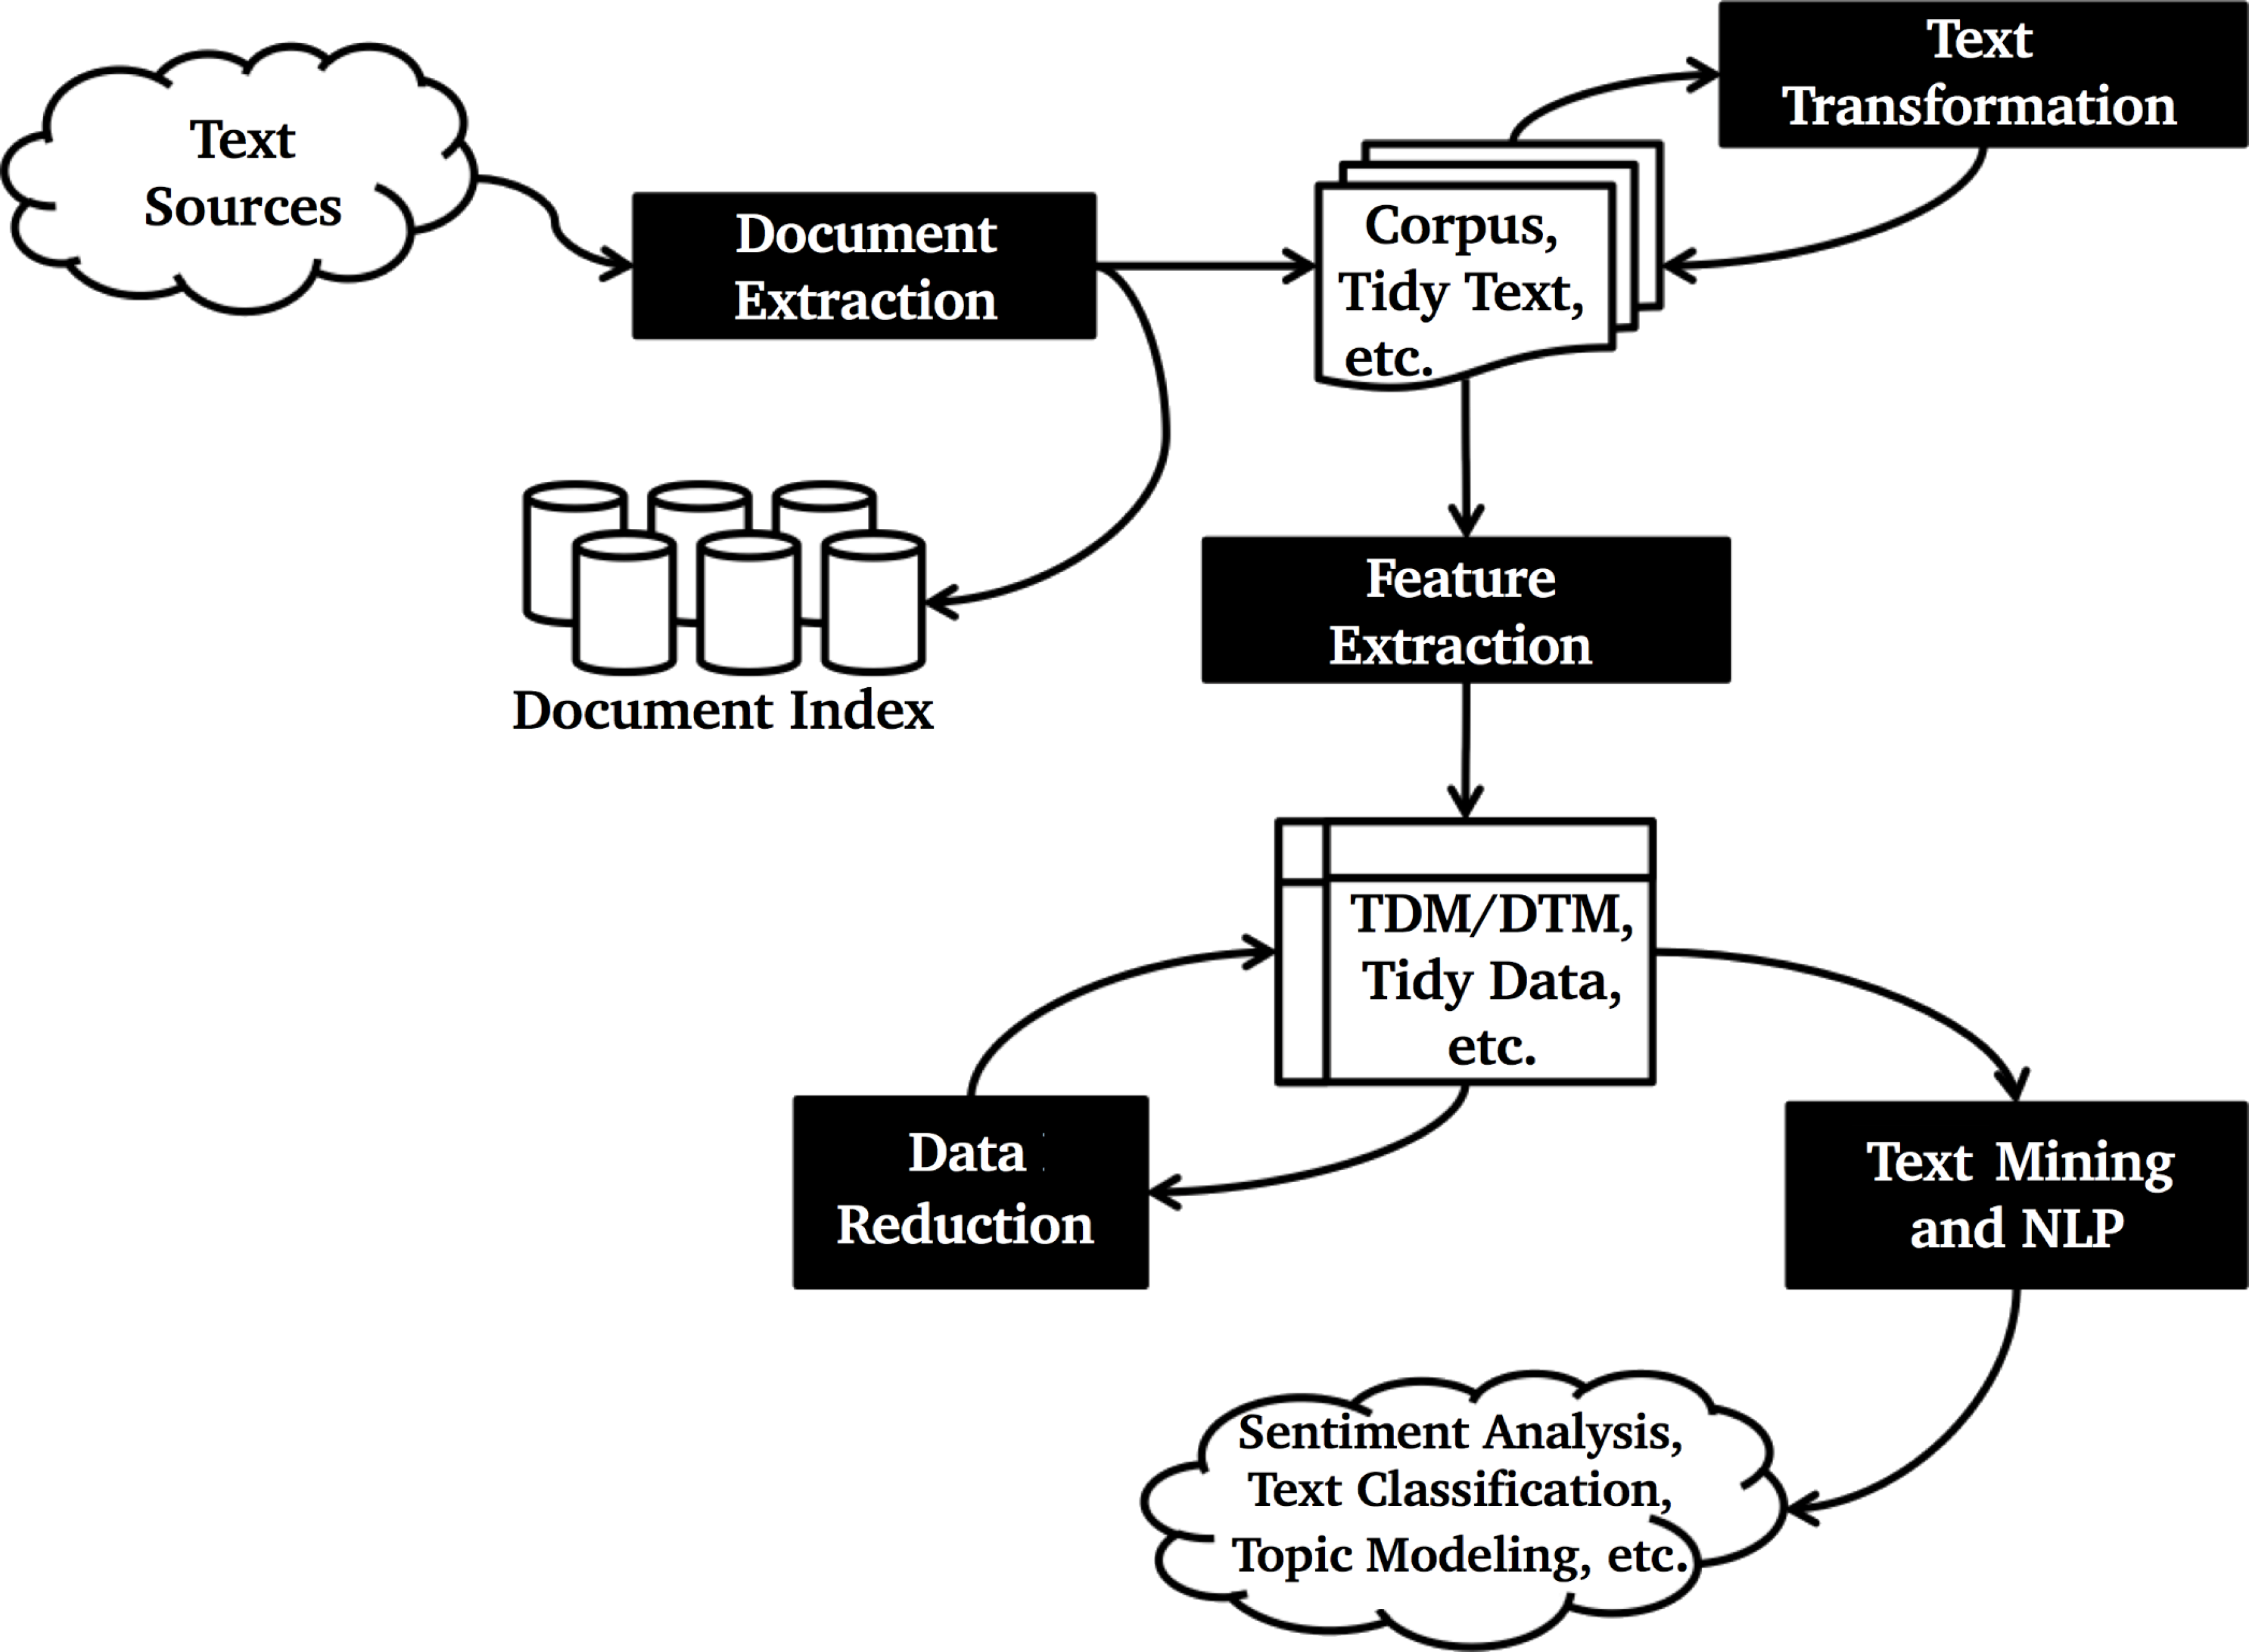 Text
Sources
Document
Extraction
Corpus,
Tidy Text,
etc.
Text
Transformation
Document Index
Feature
Extraction
TDM/DTM,
Tidy Data,
etc.
Data
Reduction
Text Mining
and NLP
Sentiment Analysis,
Text Classification,
Topic Modeling, etc.